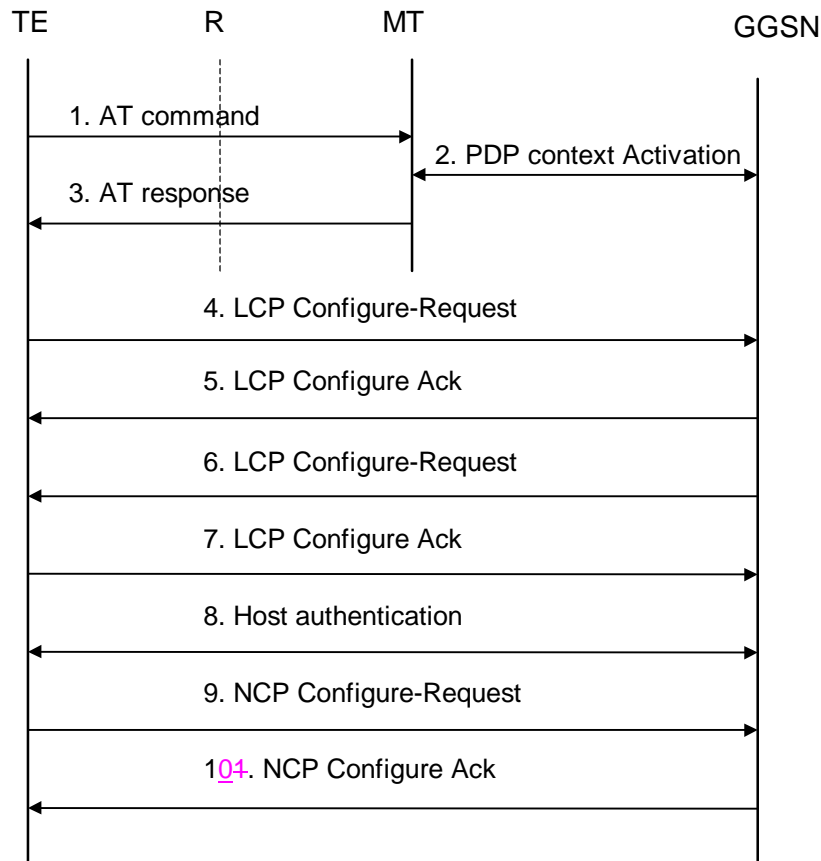 TE R MT GGSN
1. AT command
2. PDP context Activation
3. AT response
4. LCP Configure-Request
5. LCP Configure Ack
6. LCP Configure-Request
7. LCP Configure Ack
8. Host authentication
9. NCP Configure-Request
101. NCP Configure Ack